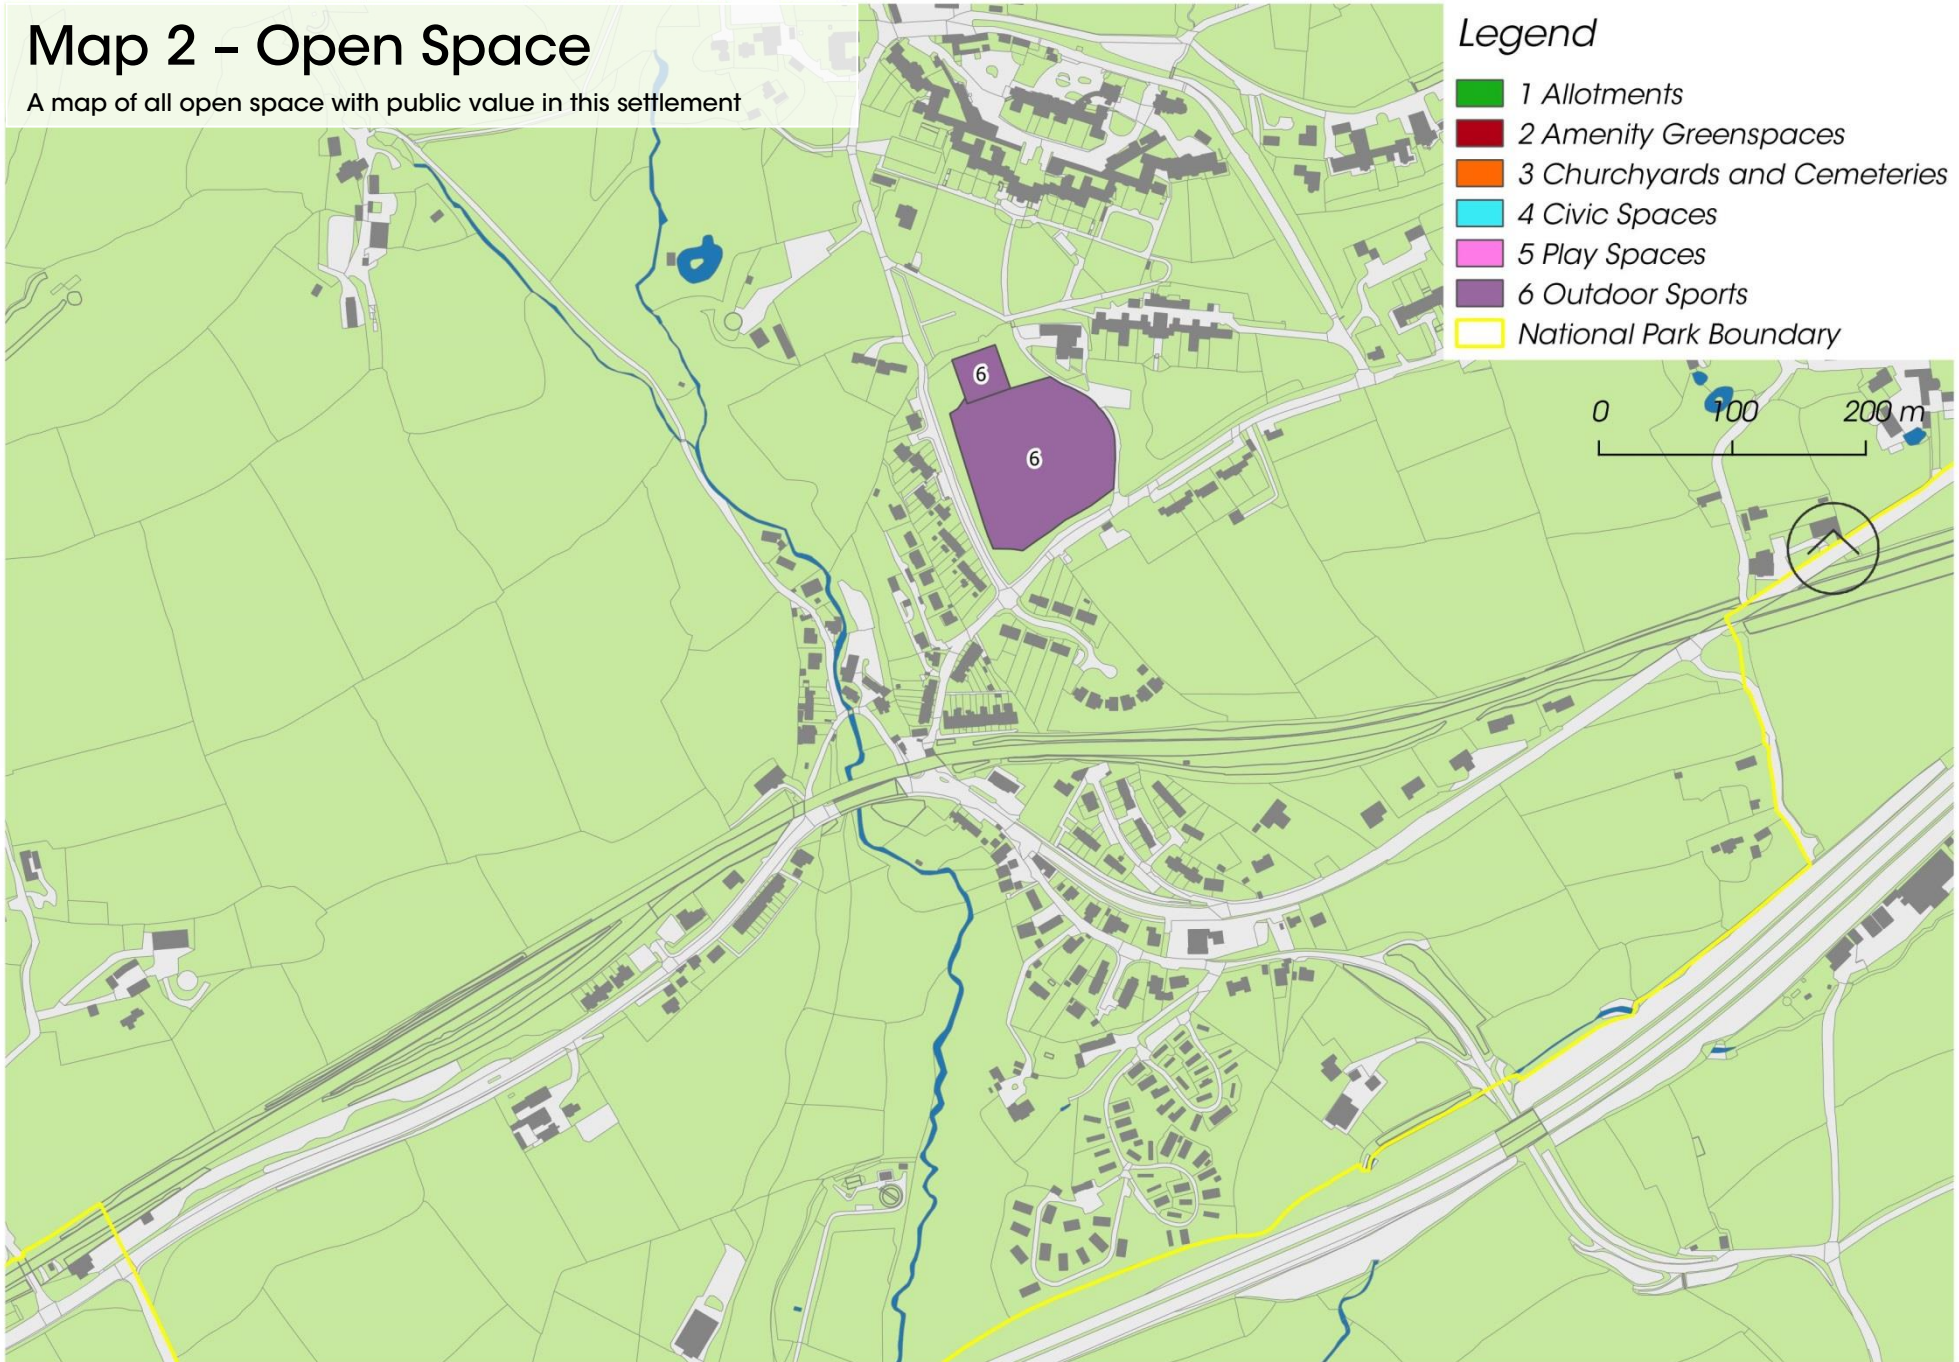 Map 2 – Open Space
A map of all open space with public value in this settlement
Legend
1 Allotments
2 Amenity Greenspaces
3 Churchyards and Cemeteries
4 Civic Spaces
5 Play Spaces
6 Outdoor Sports
National Park Boundary
0 100 200 m
6
6